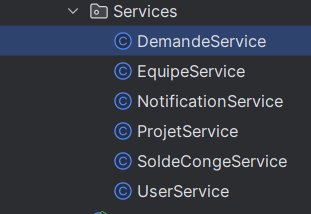 Services
DemandeService
EquipeService
NotificationService
ProjetService
SoldeCongeService
UserService